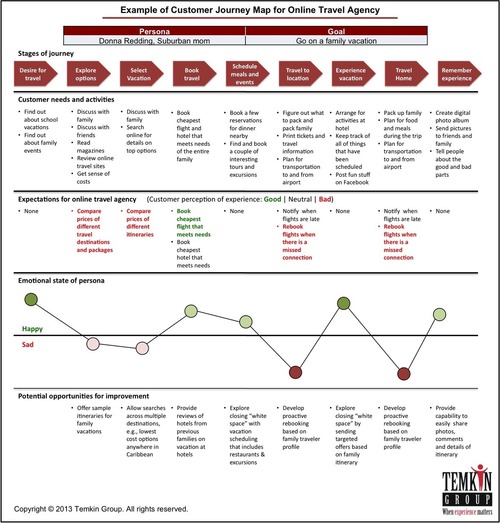 Example of Customer Journey Map for Online Travel Agency
Persona
Goal
Donna Redding, Suburban mom
Go on a family vacation
Stages of journey
Desire for
travel
Explore
options
Select
Vacation
Book
travel
Schedule
meals and
events
Travel to
location
Experience
vacation
Travel
Home
Remember
experience
Customer needs and activities
• Find out
about school
vacations
• Find out
about family
events
• Discuss with
family
• Discuss with
friends
• Read
magazines
• Review online
travel sites
• Get sense of
costs
• Discuss with
family
• Search
online for
details on
top options
• Book
cheapest
flight and
hotel that
meets needs
of the entire
family
• Book a few
reservations
for dinner
nearby
• Find and book
a couple of
interesting
tours and
excursions
• Figure out what
to pack and
pack family
• Print tickets and
travel
information
• Plan for
transportation
to and from
airport
• Arrange for
activities at
hotel
• Keep track of
all of things
that have
been
scheduled
• Post fun stuff
on Facebook
• Pack up family
• Plan for food
and meals
during the trip
• Plan for
transportation
to and from
airport
• Create digital
photo album
• Send pictures
to friends and
family
• Tell people
about the
good and bad
parts
Expectations for online travel agency (Customer perception of experience: Good | Neutral | Bad)
• None
• Compare
prices of
different
travel
destinations
and packages
• Compare
prices of
different
itineraries
• Book
cheapest
flight that
meets needs
• Book
cheapest
hotel that
meets needs
• None
• Notify when
flights are late
• Rebook
flights when
there is a
missed
connection
• None
• Notify when
flights are late
• Rebook
flights when
there is a
missed
connection
• None
Emotional state of persona
Happy
Sad
Potential opportunities for improvement
• Offer sample
itineraries for
family
vacations
• Allow searches
across multiple
destinations,
e.g., lowest
cost options
anywhere in
Caribbean
• Provide
reviews of
hotels from
previous
families on
vacation at
hotels
• Explore
closing "white
space" with
vacation
scheduling
that includes
restaurants &
excursions
• Develop
proactive
rebooking
based on
family traveler
profile
• Explore
closing "white
space" by
sending
targeted
offers based on
family itinerary
• Develop
proactive
rebooking
based on
family traveler
profile
• Provide
capability to
easily share
photos,
comments and
details of
itinerary
TEMKIN
GROUP
When experience matters
Copyright © 2013 Temkin Group. All rights reserved.